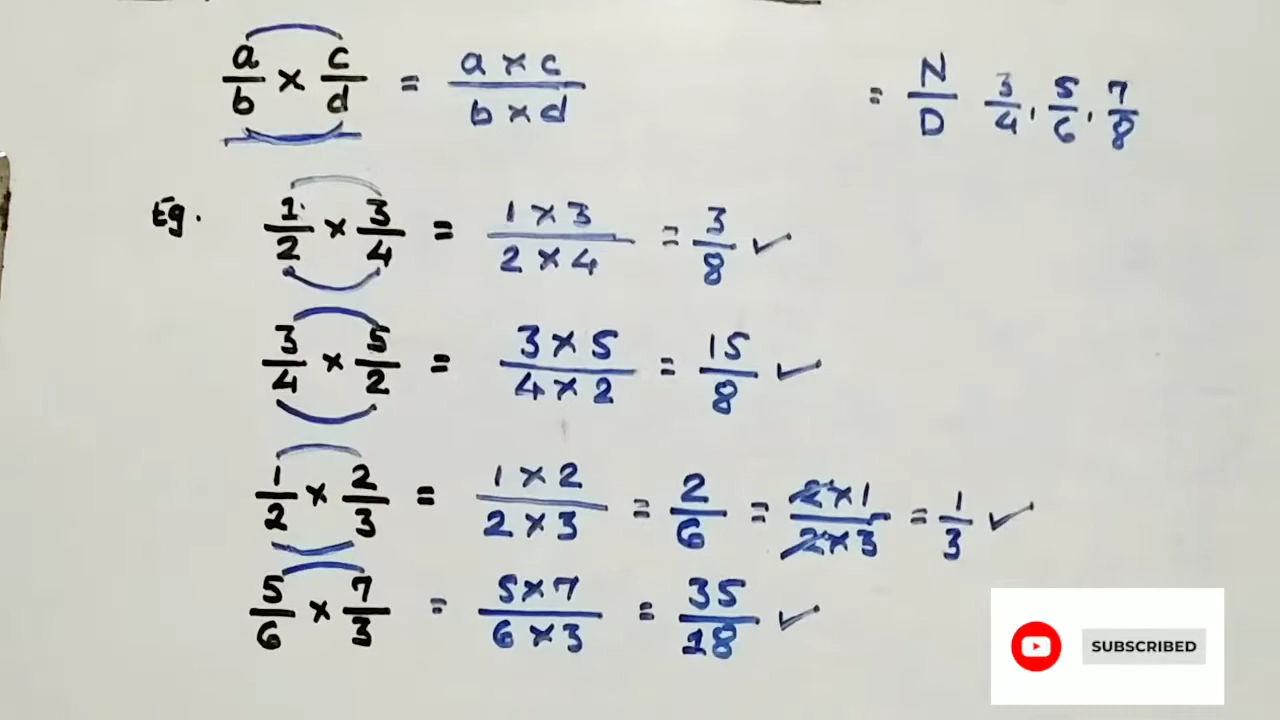 a/b × c/d = a × c / b × d
= N/D 3/4, 5/6, 7/8
Eg. 1/2 × 3/4 = 1 × 3 / 2 × 4 = 3/8 ✓
3/4 × 5/2 = 3 × 5 / 4 × 2 = 15/8 ✓
1/2 × 2/3 = 1 × 2 / 2 × 3 = 2/6 = 2 × 1 / 2 × 3 = 1/3 ✓
5/6 × 7/3 = 5 × 7 / 6 × 3 = 35/18 ✓
SUBSCRIBED